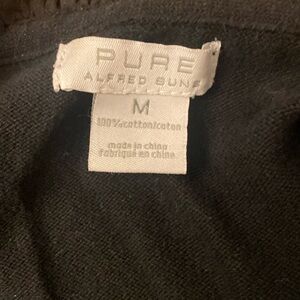 PURE
ALFRED SUNG
M
100%cotton/coton
made in china
fabriqué en chine